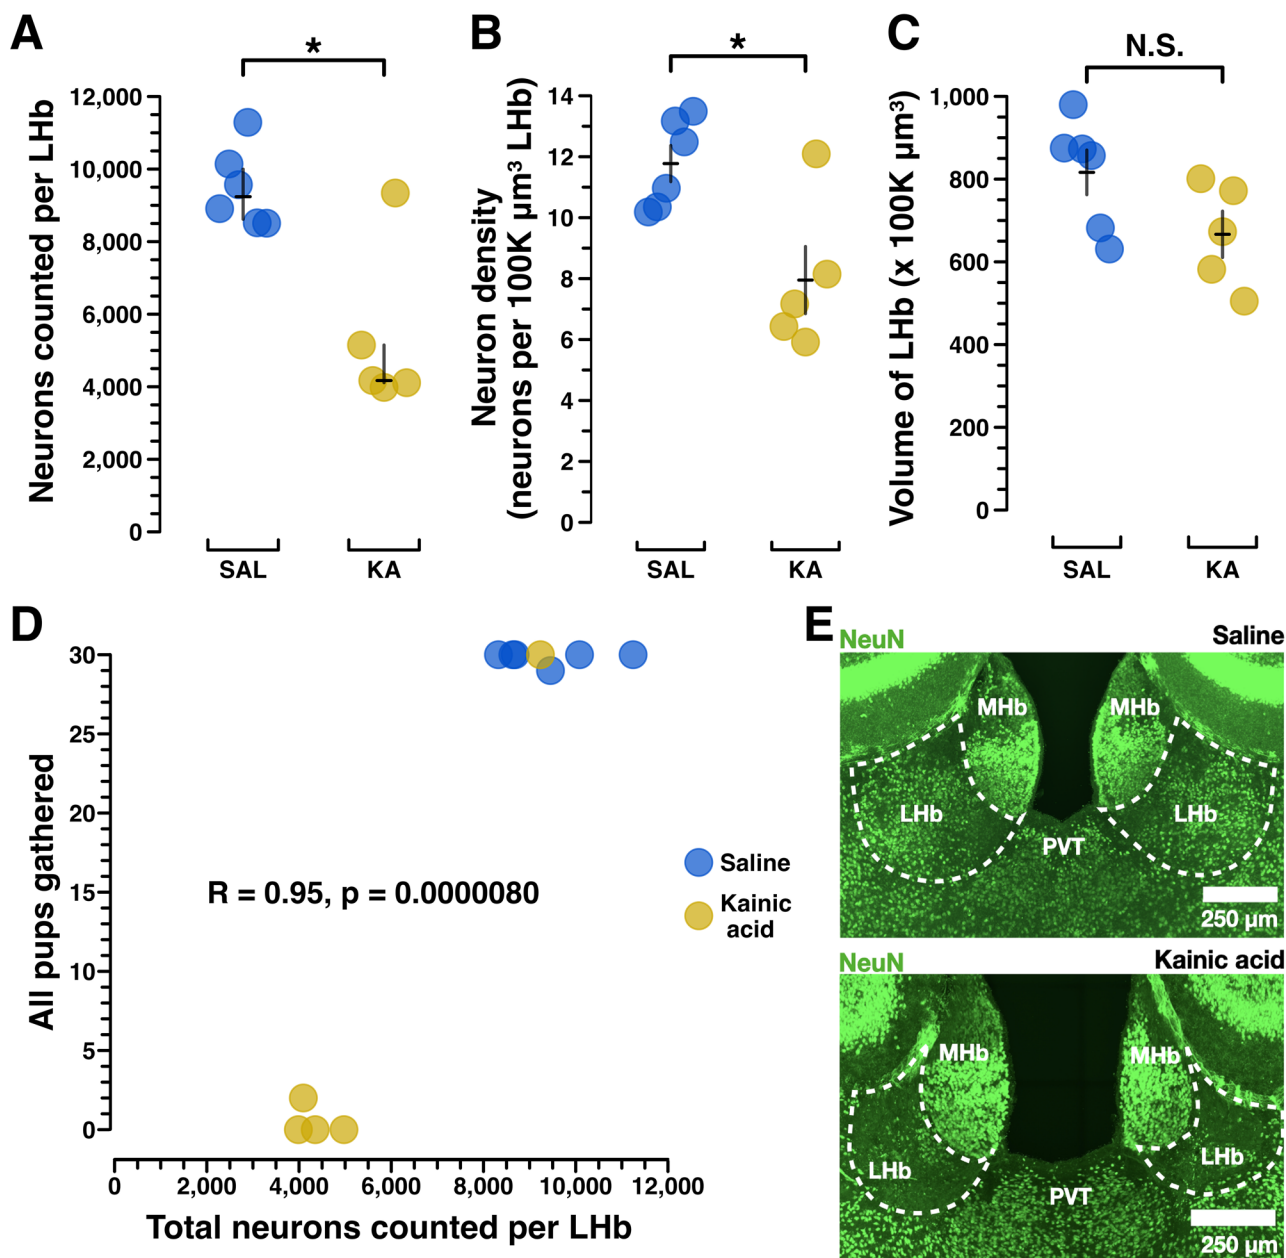 A
*
Neurons counted per LHb
12,000
10,000
8,000
6,000
4,000
2,000
0
SAL
KA
B
*
Neuron density
(neurons per 100K µm³ LHb)
14
12
10
8
6
4
2
0
SAL
KA
C
N.S.
Volume of LHb (x 100K µm³)
1,000
800
600
400
200
0
SAL
KA
D
All pups gathered
30
25
20
15
10
5
0
R = 0.95, p = 0.0000080
0
2,000
4,000
6,000
8,000
10,000
12,000
Total neurons counted per LHb
Saline
Kainic
acid
E
NeuN
Saline
MHb
MHb
LHb
LHb
PVT
250 µm
NeuN
Kainic acid
MHb
MHb
LHb
LHb
PVT
250 µm